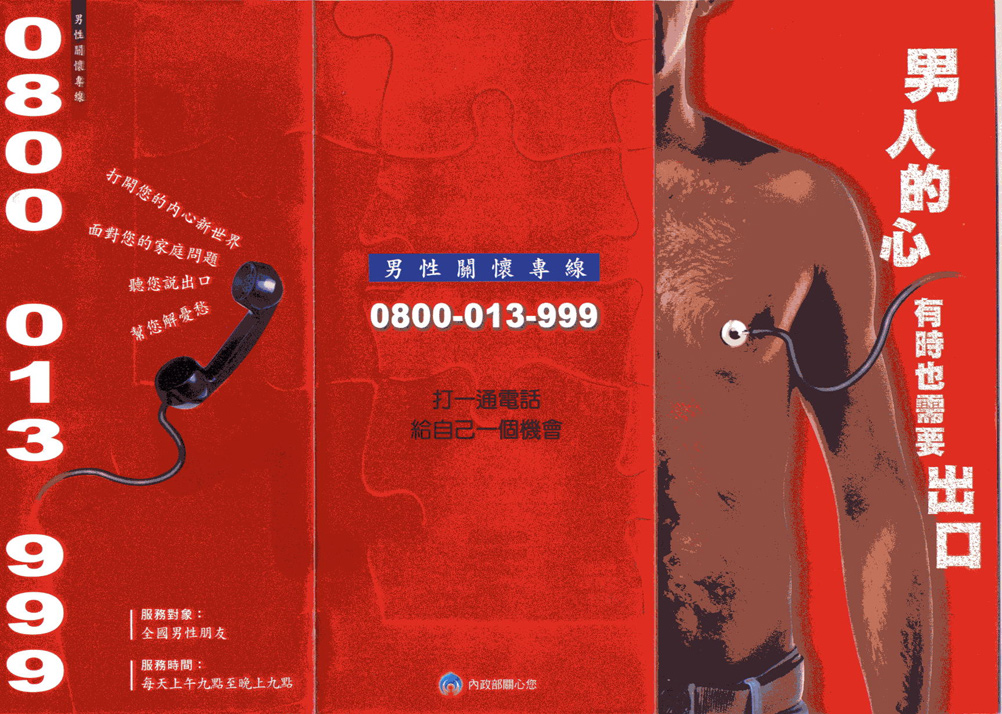 0800 013 999
男性關懷專線
打開您的內心新世界
面對您的家庭問題
聽您說出口
幫您解憂愁
服務對象：
全國男性朋友
服務時間：
每天上午九點至晚上九點
男性關懷專線
0800-013-999
打一通電話
給自己一個機會
內政部關心您
男人的心
有時也需要
出口